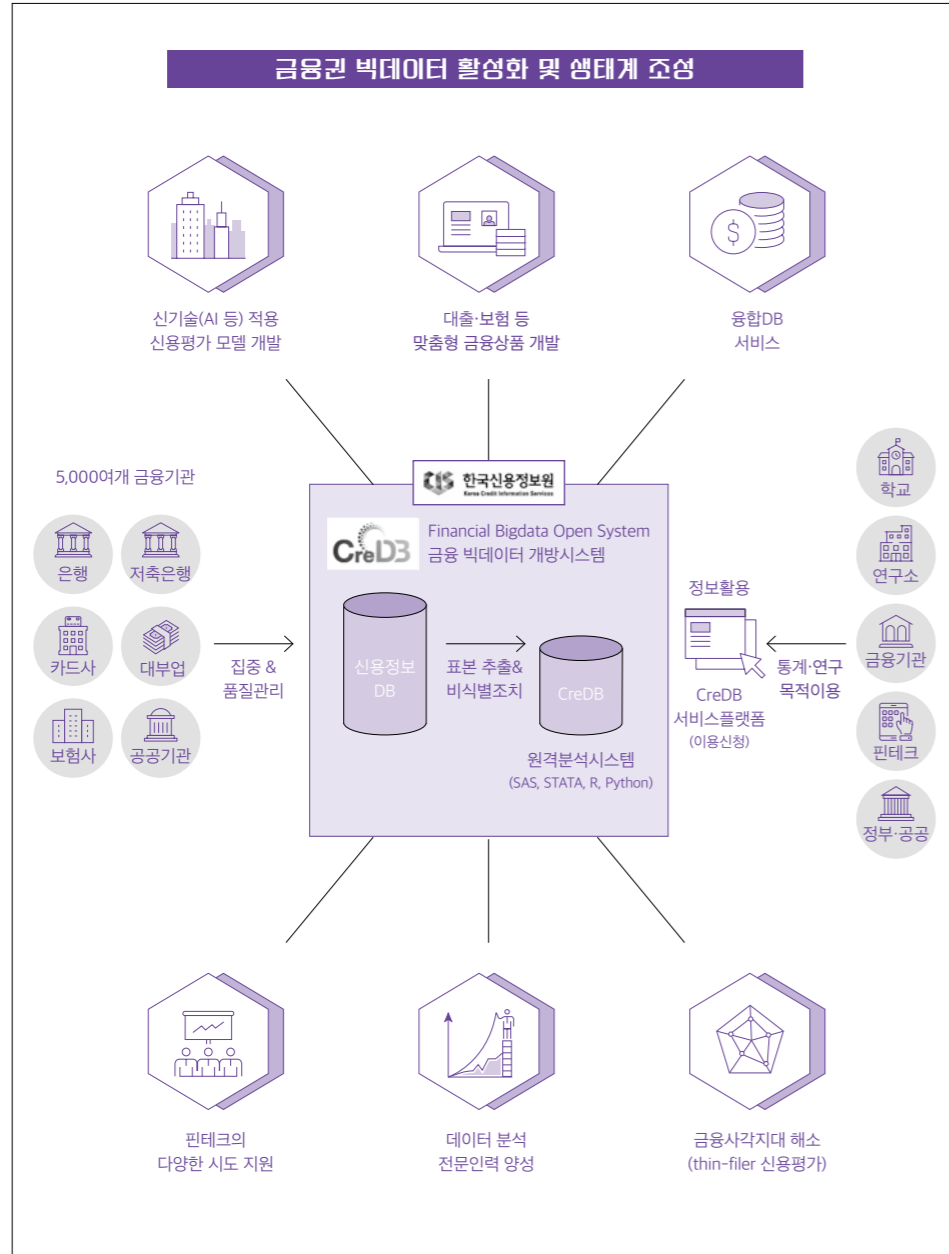 금융권 빅데이터 활성화 및 생태계 조성
신기술(AI 등) 적용
신용평가 모델 개발
대출·보험 등
맞춤형 금융상품 개발
융합DB
서비스
5,000여개 금융기관
은행
저축은행
카드사
대부업
보험사
공공기관
집중 &
품질관리
CIS 한국신용정보원
Korea Credit Information Services
CreDB
Financial Bigdata Open System
금융 빅데이터 개방시스템
신용정보
DB
표본 추출&
비식별조치
CreDB
원격분석시스템
(SAS, STATA, R, Python)
정보활용
CreDB
서비스플랫폼
(이용신청)
통계·연구
목적이용
학교
연구소
금융기관
핀테크
정부·공공
핀테크의
다양한 시도 지원
데이터 분석
전문인력 양성
금융사각지대 해소
(thin-filer 신용평가)